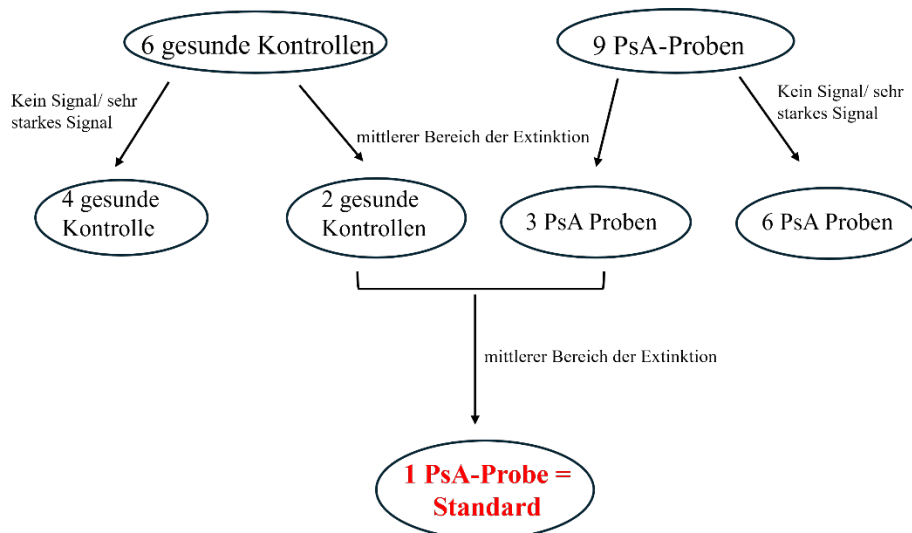 6 gesunde Kontrollen
9 PsA-Proben
Kein Signal/ sehr
starkes Signal
mittlerer Bereich der Extinktion
Kein Signal/ sehr
starkes Signal
4 gesunde
Kontrolle
2 gesunde
Kontrollen
3 PsA Proben
6 PsA Proben
mittlerer Bereich der Extinktion
1 PsA-Probe =
Standard